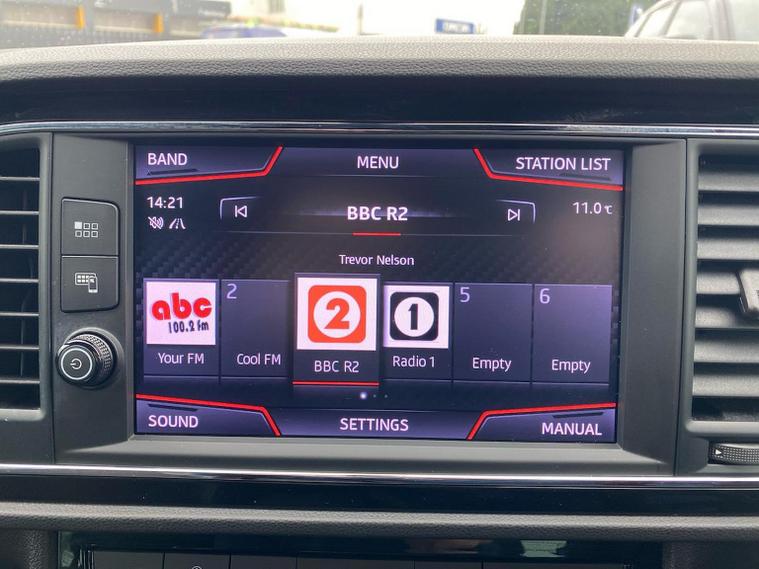 BAND
MENU
STATION LIST
14:21
BBC R2
11.0℃
Trevor Nelson
abc
100.2 fm
2
2
1
5
6
Your FM
Cool FM
BBC R2
Radio 1
Empty
Empty
SOUND
SETTINGS
MANUAL